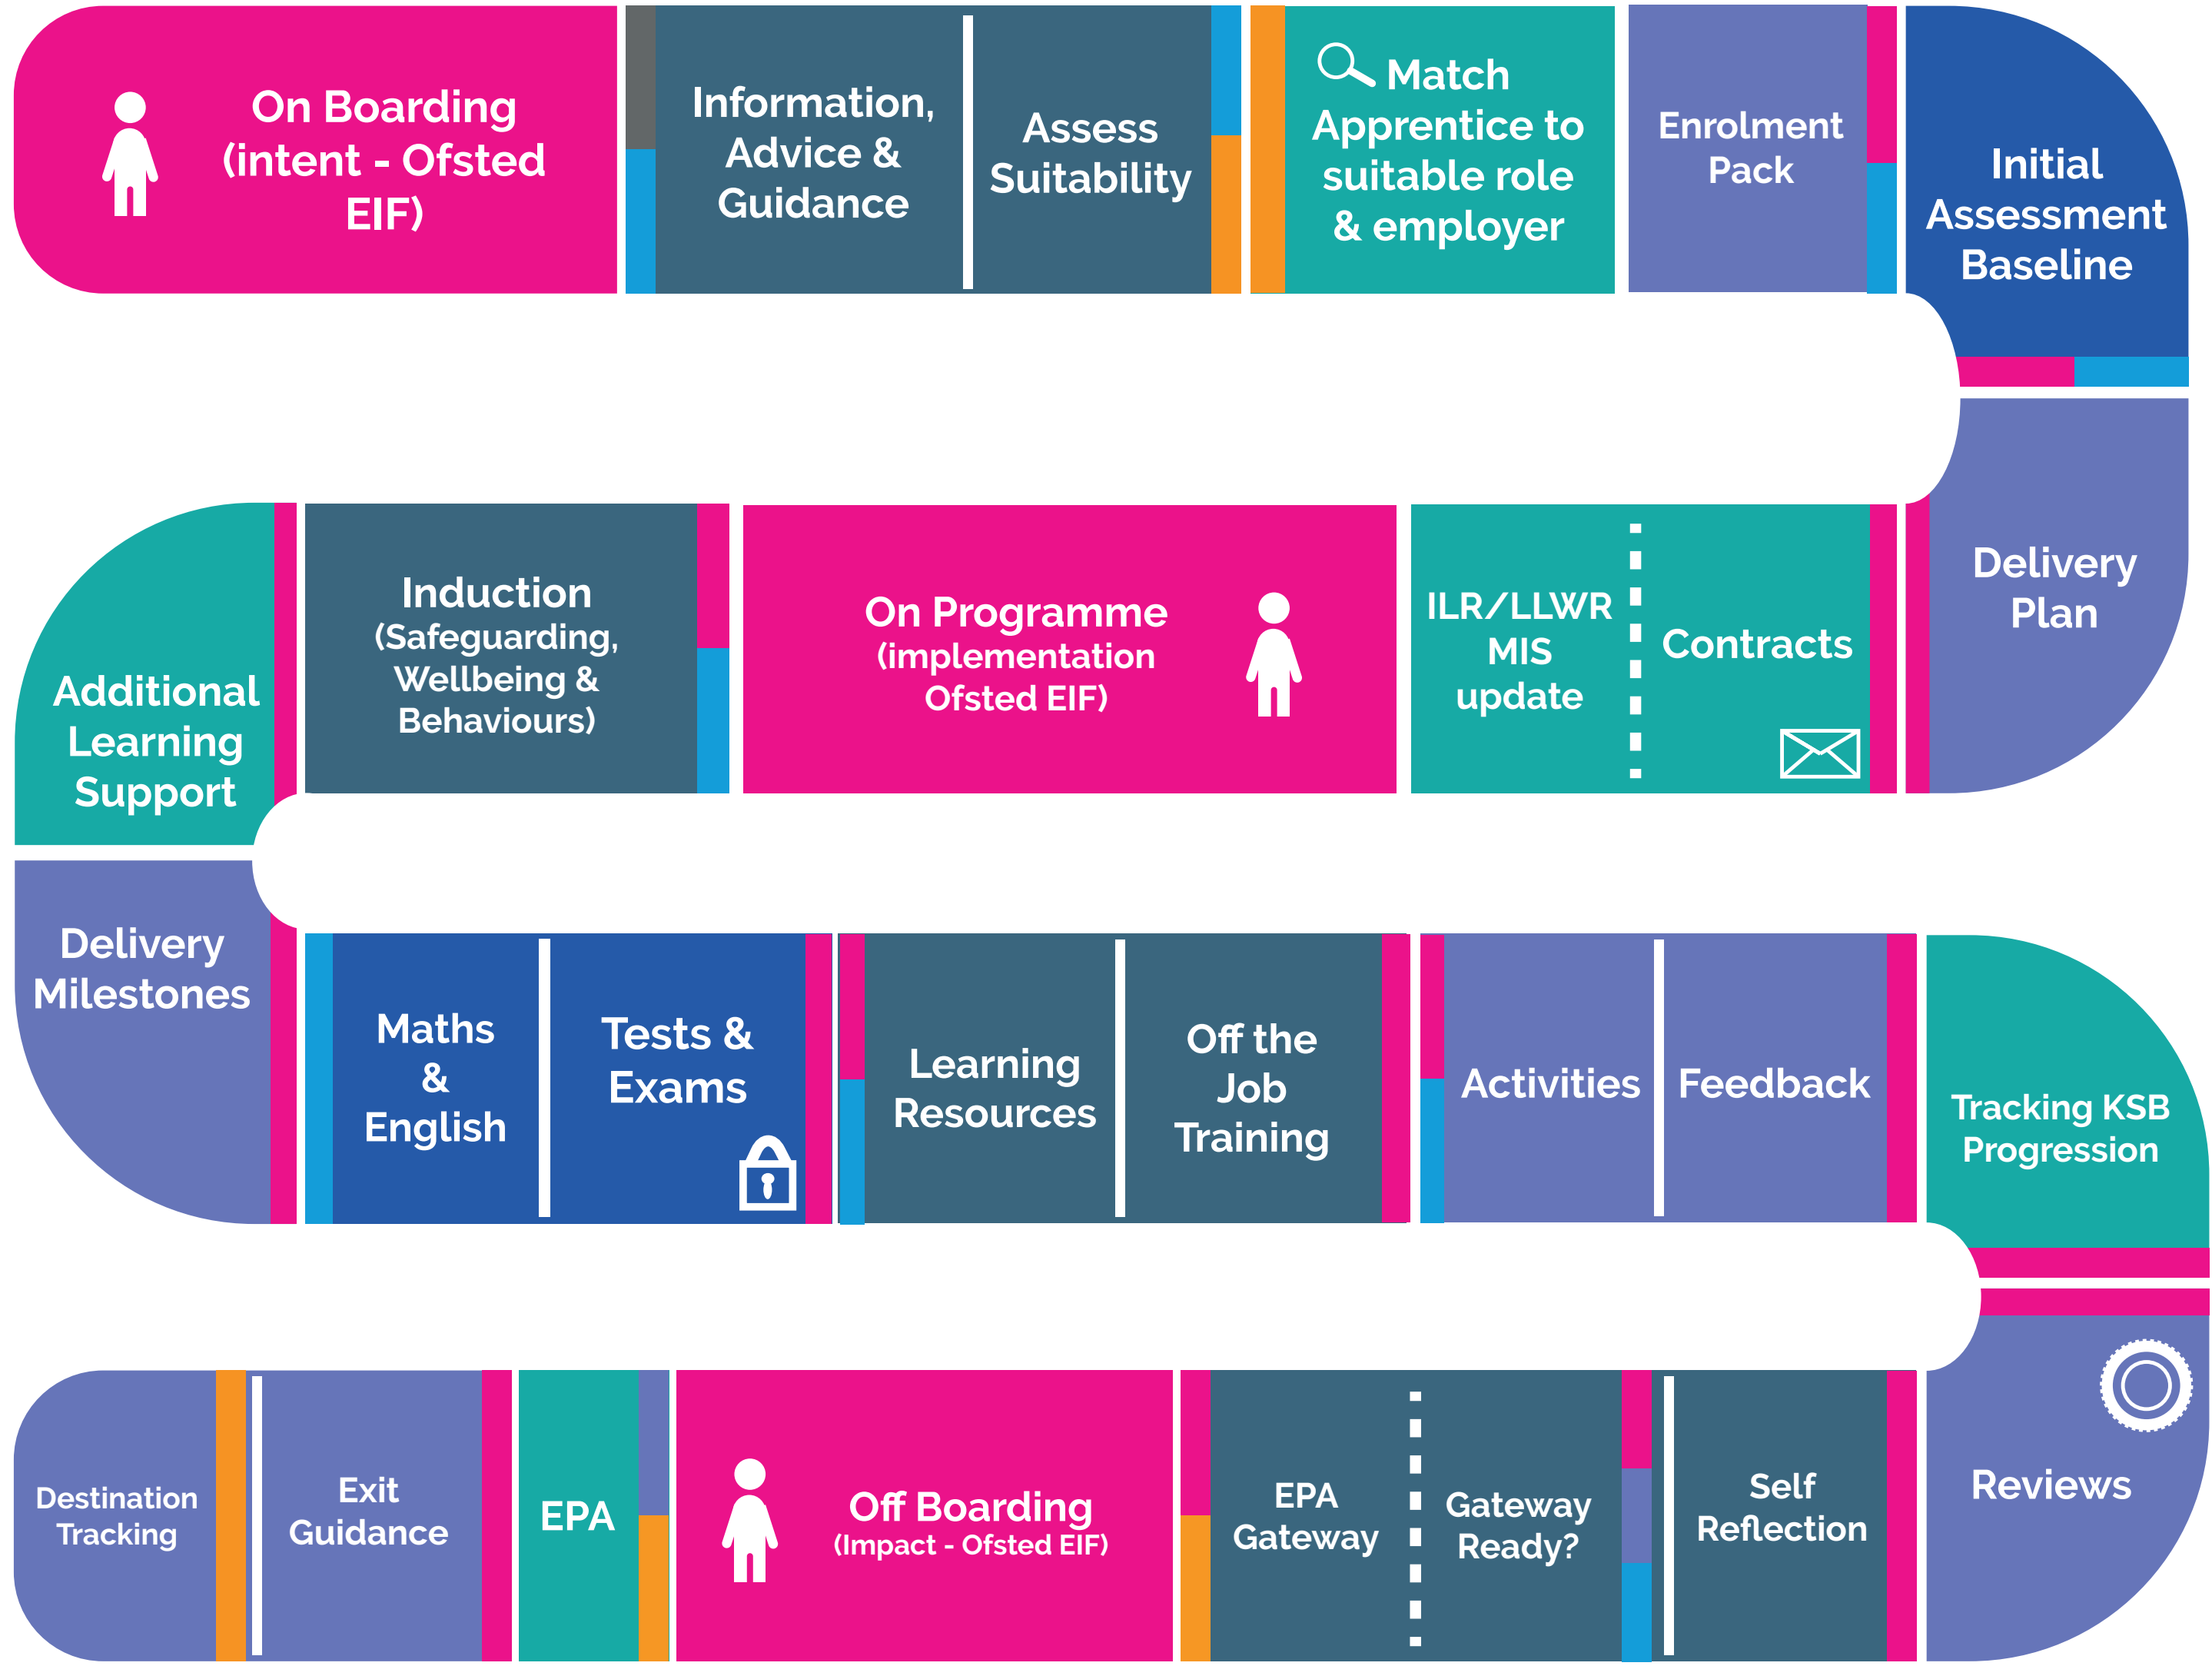 On Boarding
(intent - Ofsted
EIF)
Information,
Advice &
Guidance
Assess
Suitability
Match
Apprentice to
suitable role
& employer
Enrolment
Pack
Initial
Assessment
Baseline
Delivery
Plan
Contracts
ILR/LLWR
MIS
update
On Programme
(implementation
Ofsted EIF)
Induction
(Safeguarding,
Wellbeing &
Behaviours)
Additional
Learning
Support
Delivery
Milestones
Maths
&
English
Tests &
Exams
Learning
Resources
Off the
Job
Training
Activities
Feedback
Tracking KSB
Progression
Reviews
Self
Reflection
Gateway
Ready?
EPA
Gateway
Off Boarding
(Impact - Ofsted EIF)
EPA
Exit
Guidance
Destination
Tracking